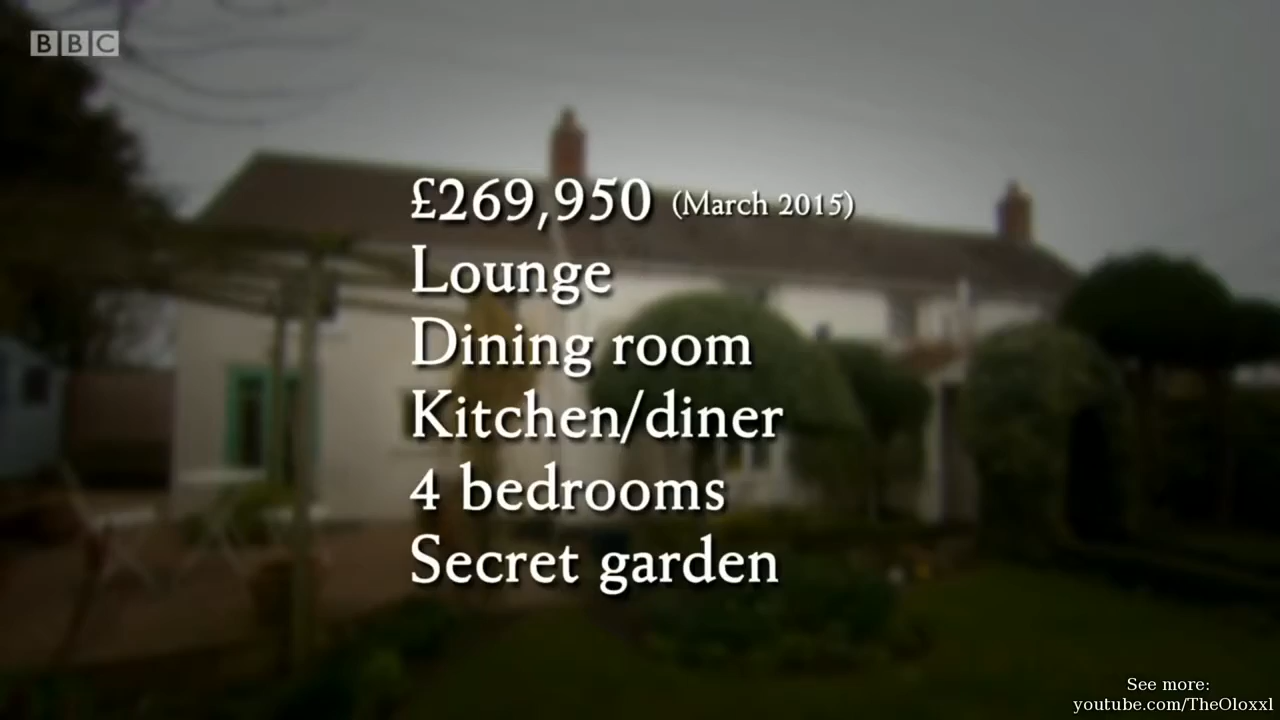 BBC
£269,950 (March 2015)
Lounge
Dining room
Kitchen/diner
4 bedrooms
Secret garden
See more:
youtube.com/TheOloxxl